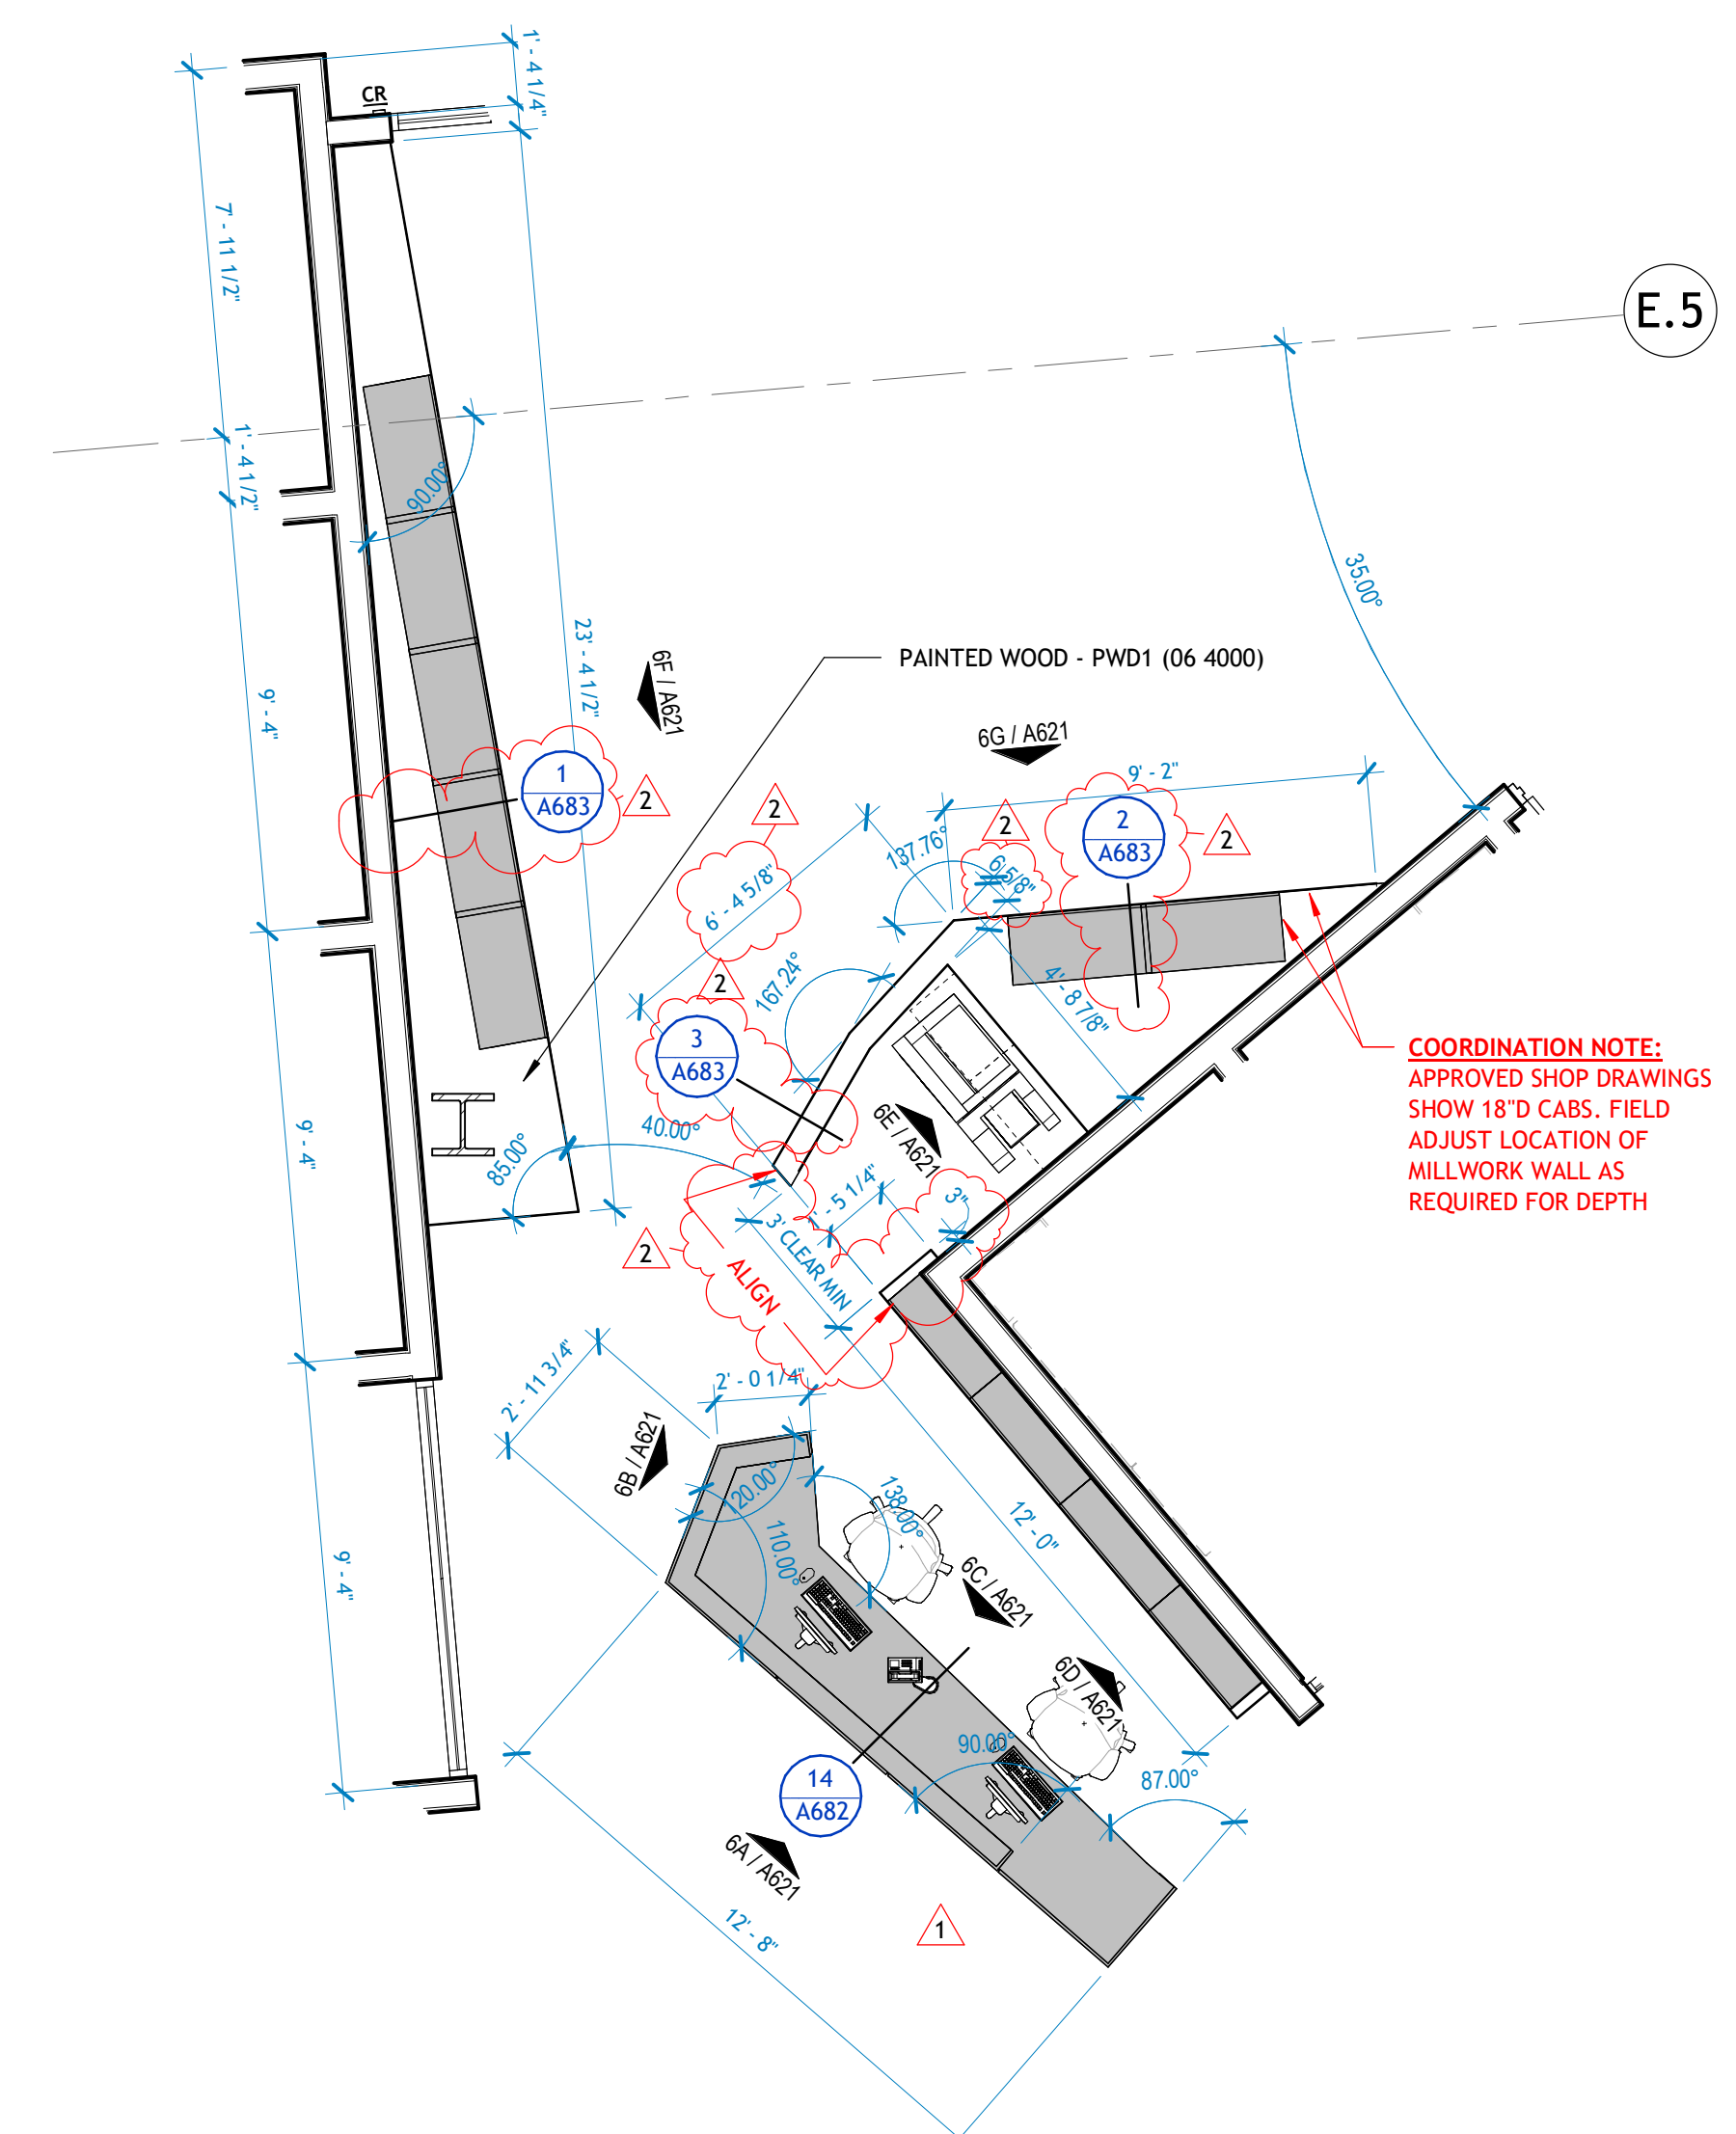 1' - 4 1/4"
CR
7' - 11 1/2"
E.5
1' - 4 1/2"
90.00°
35.00°
23' - 4 1/2"
PAINTED WOOD - PWD1 (06 4000)
6F / A621
9' - 4"
6G / A621
9' - 2"
1
A683
2
2
2
2
A683
2
137.76°
6 5/8"
6' - 4 5/8"
2
167.24°
4' - 8 7/8"
3
A683
COORDINATION NOTE:
APPROVED SHOP DRAWINGS
SHOW 18"D CABS. FIELD
ADJUST LOCATION OF
MILLWORK WALL AS
REQUIRED FOR DEPTH
9' - 4"
85.00°
40.00°
6E / A621
- 5 1/4"
3"
2
3' CLEAR MIN
ALIGN
2' - 11 3/4"
2' - 0 1/4"
6B / A621
120.00°
138.00°
110.00°
12' - 0"
9' - 4"
6C / A621
6D / A621
90.00°
87.00°
14
A682
6A / A621
12' - 8"
1